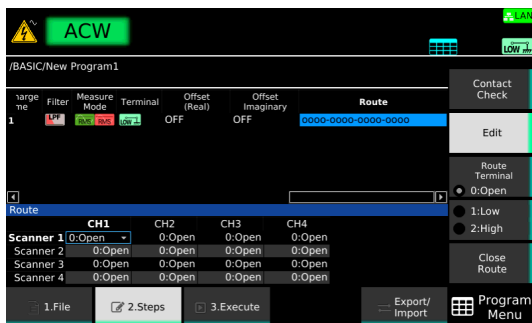 LAN
ACW
LOW
/BASIC/New Program1
harge me Filter Measure Mode Terminal Offset (Real) Offset Imaginary Route
1 LPF RMS RMS LOW OFF OFF 0000-0000-0000-0000
Route
CH1 CH2 CH3 CH4
Scanner 1 0:Open 0:Open 0:Open 0:Open
Scanner 2 0:Open 0:Open 0:Open 0:Open
Scanner 3 0:Open 0:Open 0:Open 0:Open
Scanner 4 0:Open 0:Open 0:Open 0:Open
Contact
Check
Edit
Route
Terminal
0:Open
1:Low
2:High
Close
Route
1.File 2.Steps 3.Execute Export/
Import
Program
Menu